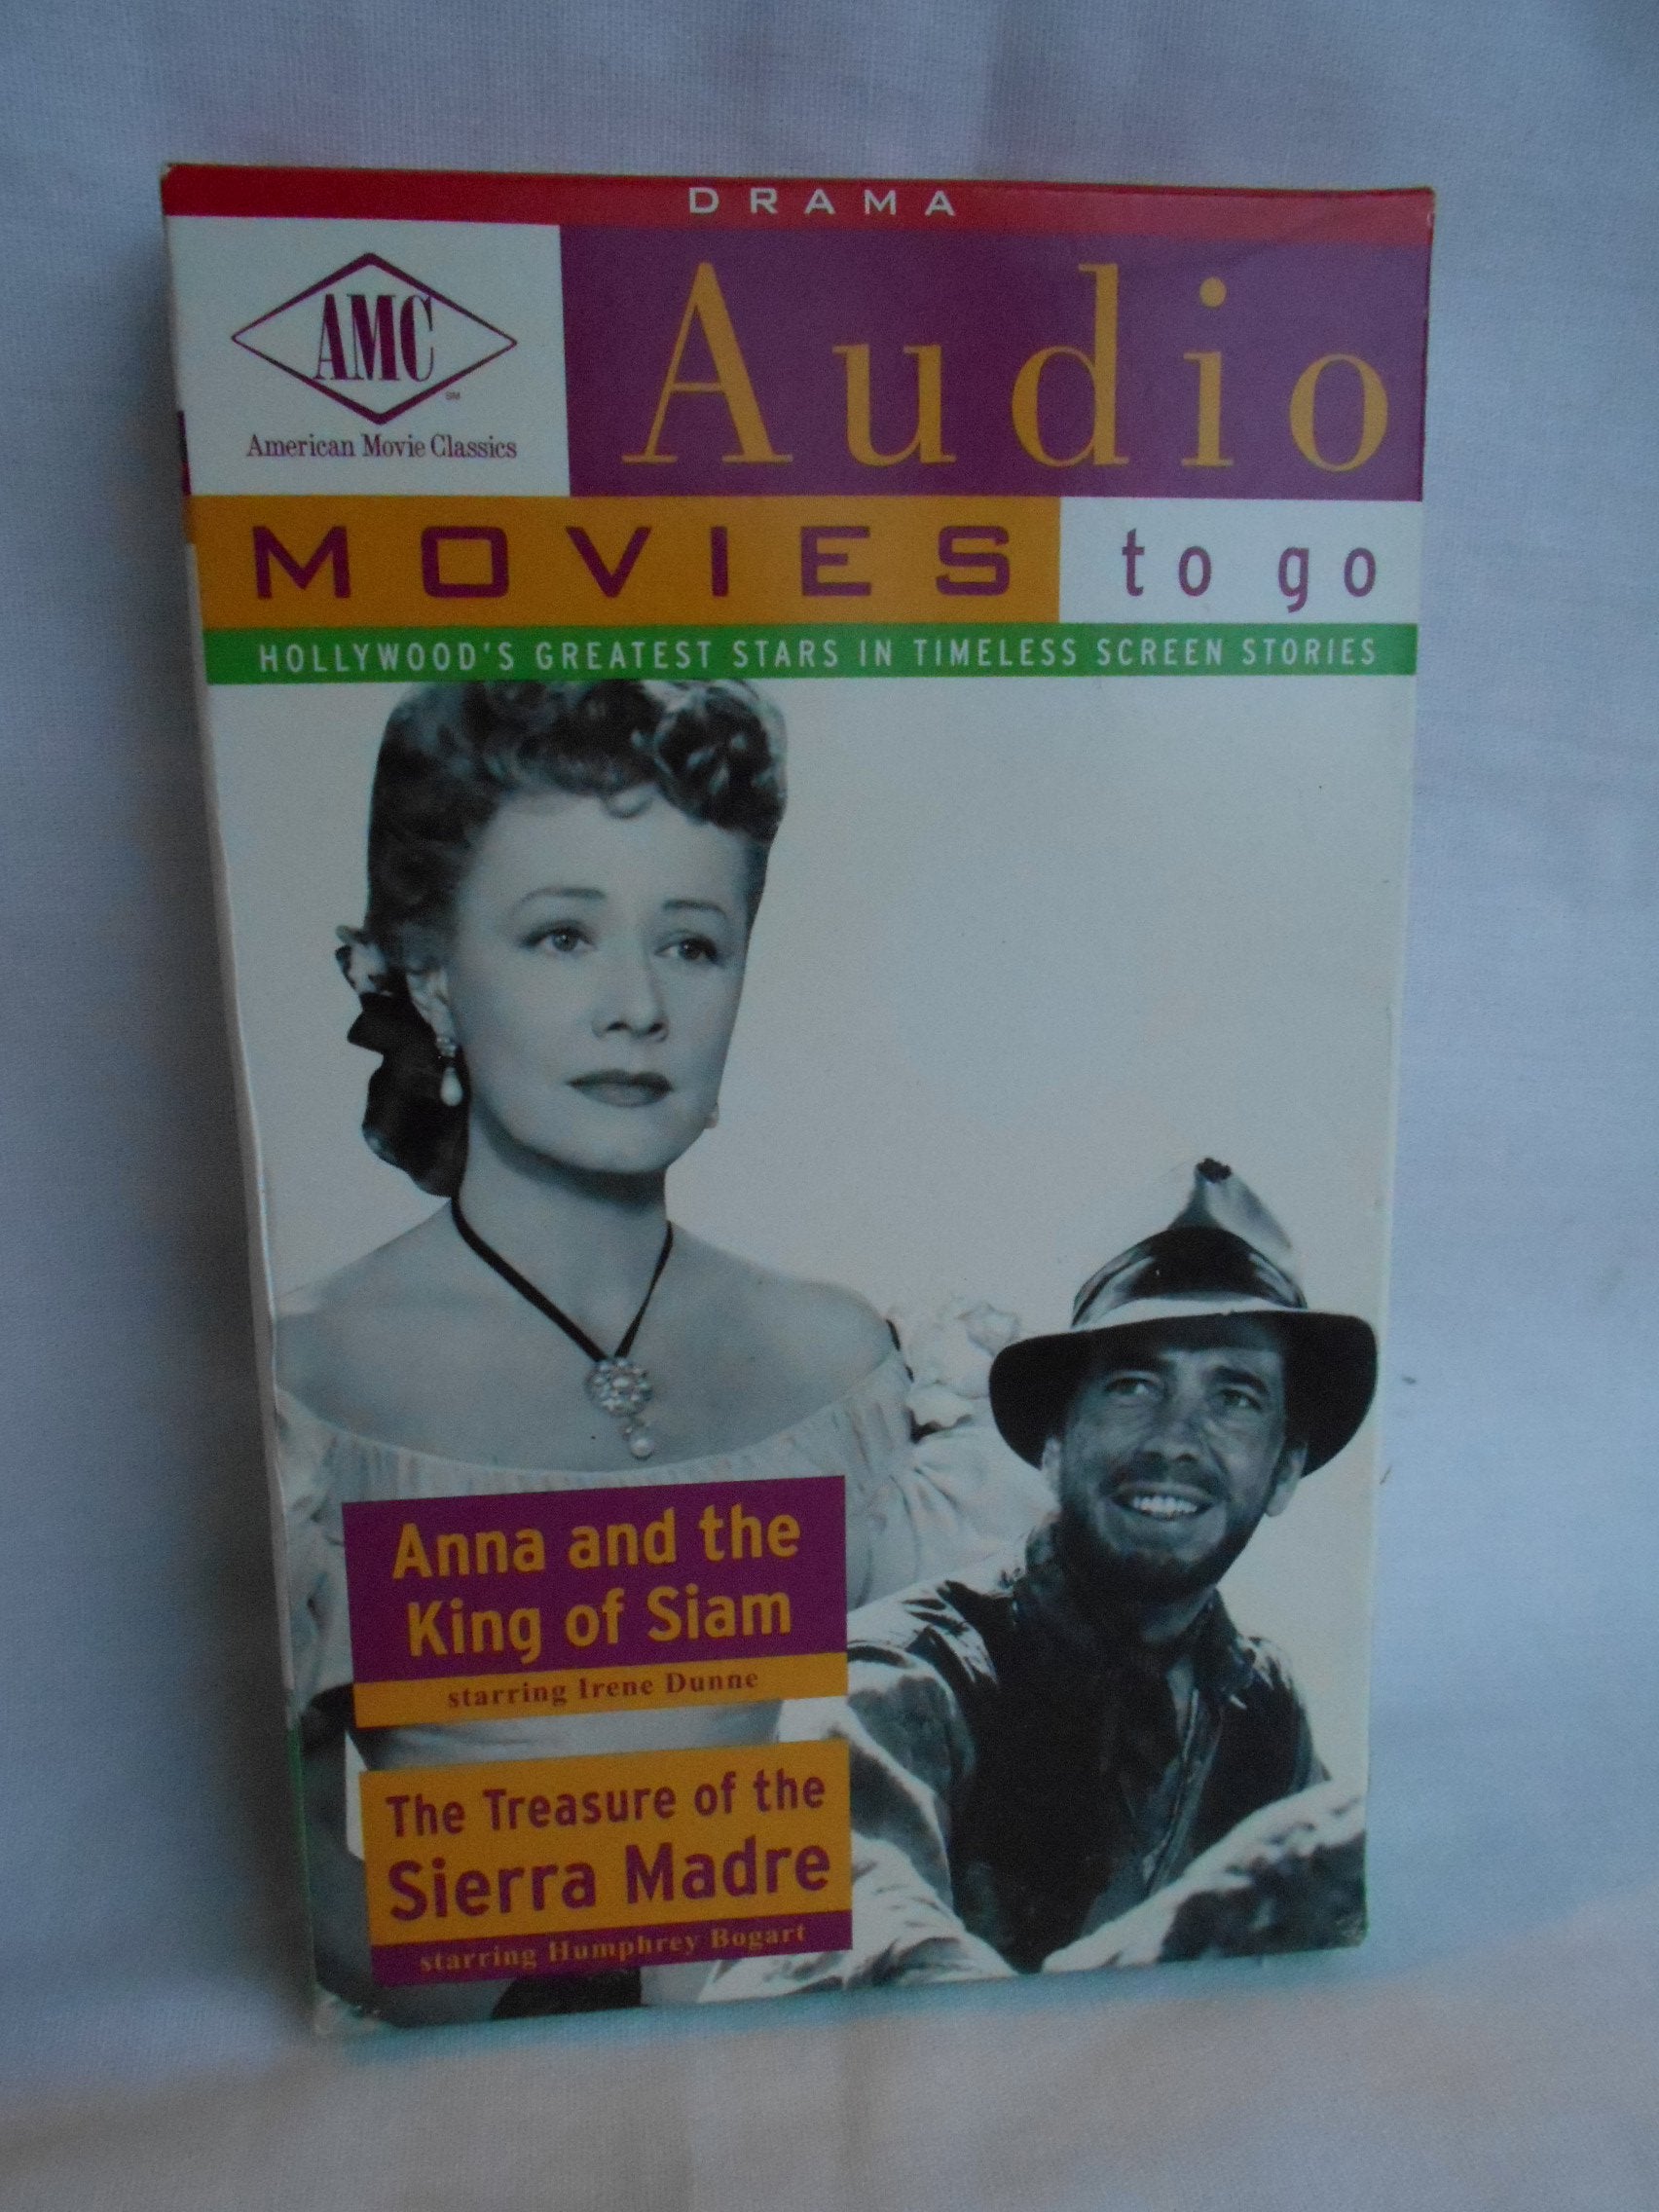 DRAMA
AMC
SM
American Movie Classics
Audio
MOVIES to go
HOLLYWOOD'S GREATEST STARS IN TIMELESS SCREEN STORIES
Anna and the
King of Siam
starring Irene Dunne
The Treasure of the
Sierra Madre
starring Humphrey Bogart